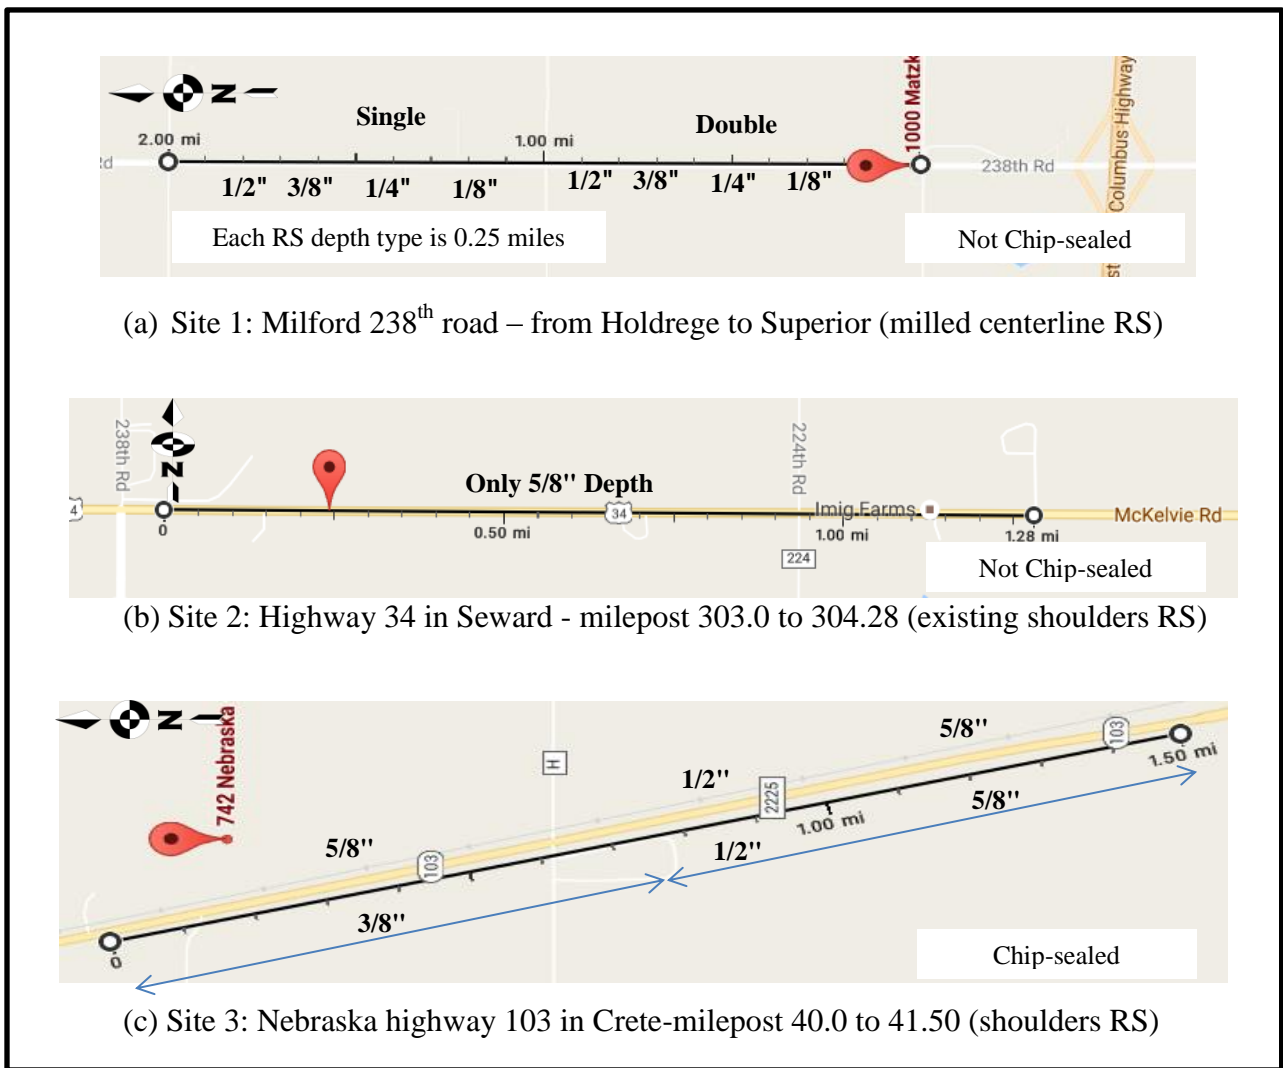 N
Single
Double
2.00 mi
1.00 mi
1000 Matzk
Rd
238th Rd
1/2" 3/8" 1/4" 1/8" 1/2" 3/8" 1/4" 1/8"
Columbus Highway
st
Each RS depth type is 0.25 miles
Not Chip-sealed
(a) Site 1: Milford 238th road – from Holdrege to Superior (milled centerline RS)
238th Rd
N
224th Rd
Only 5/8'' Depth
4
34
Imig Farms
McKelvie Rd
0
0.50 mi
1.00 mi
1.28 mi
224
Not Chip-sealed
(b) Site 2: Highway 34 in Seward - milepost 303.0 to 304.28 (existing shoulders RS)
N
742 Nebraska
H
5/8''
103
1.50 mi
1/2''
2225
5/8''
1.00 mi
5/8''
103
1/2''
3/8''
0
Chip-sealed
(c) Site 3: Nebraska highway 103 in Crete-milepost 40.0 to 41.50 (shoulders RS)